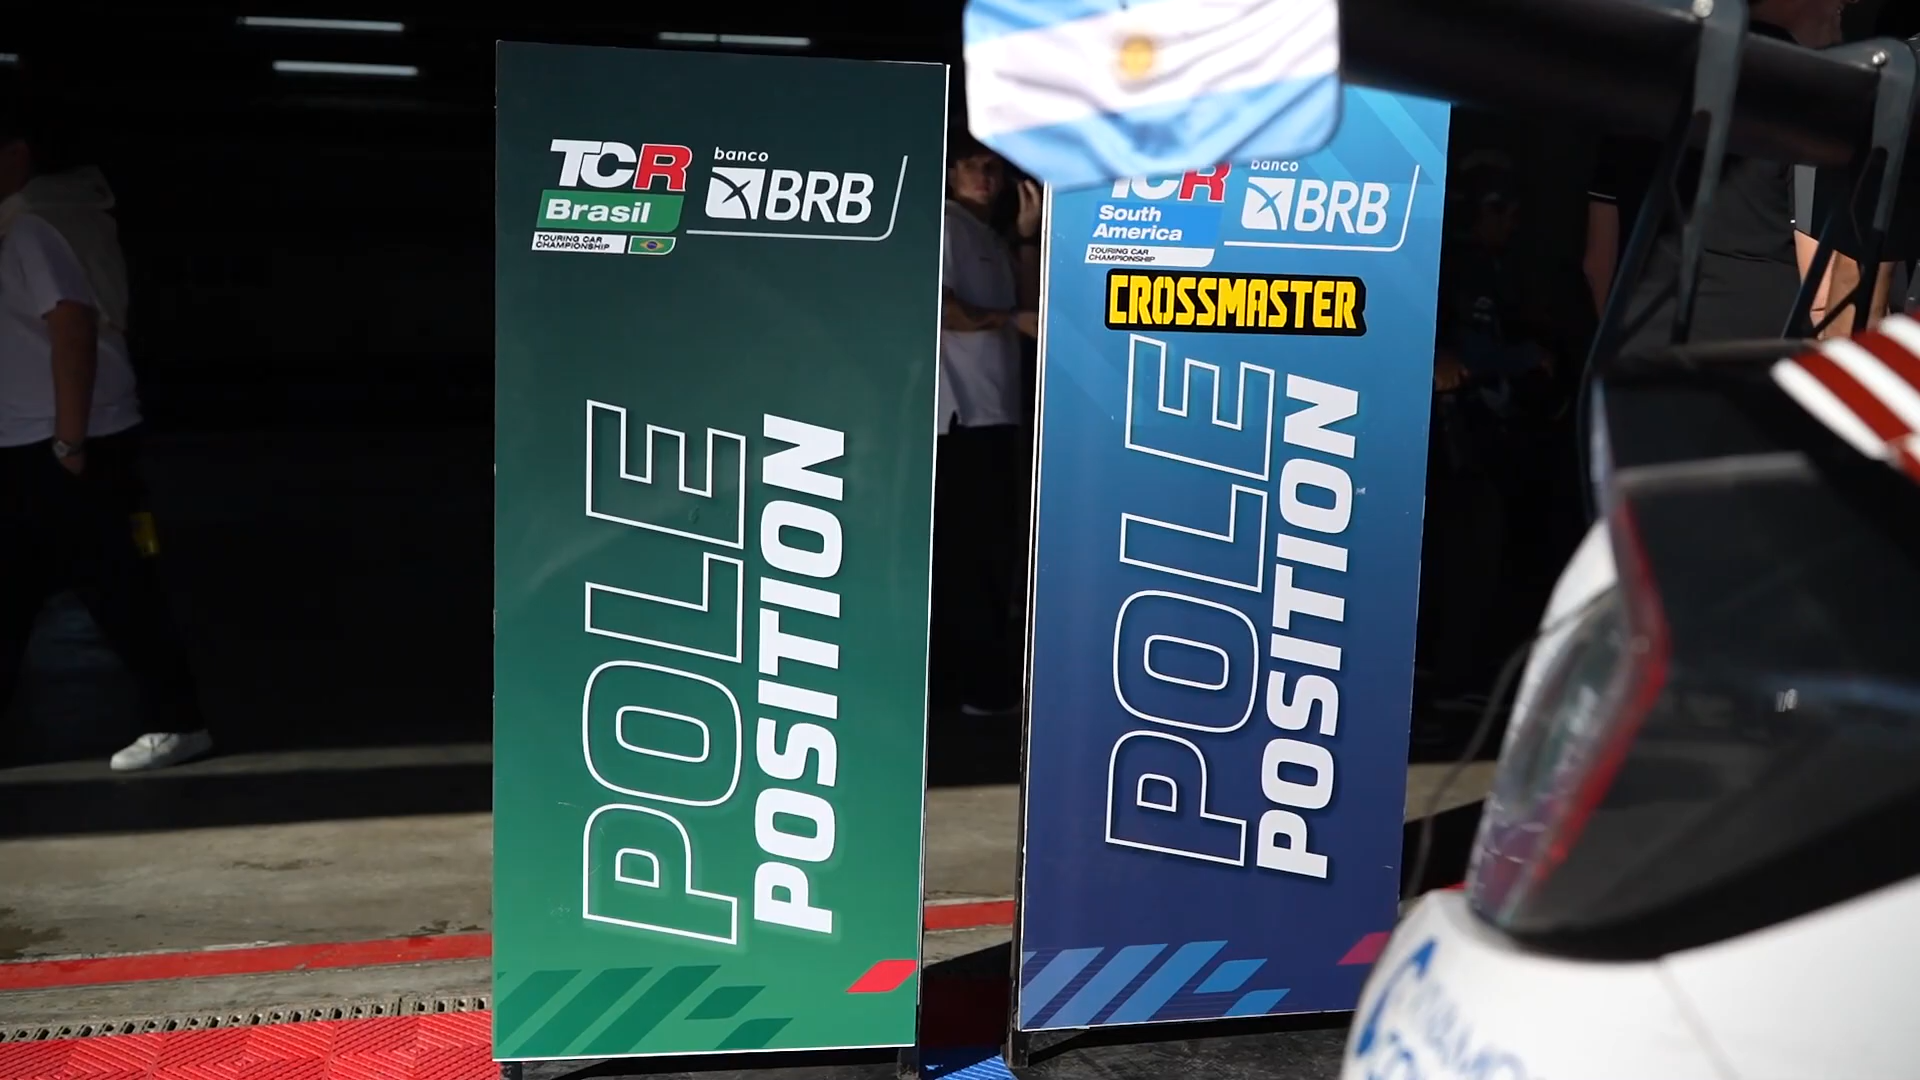 TCR
Brasil
TOURING CAR
CHAMPIONSHIP
banco
BRB
POLE
POSITION
TCR
South
America
TOURING CAR
CHAMPIONSHIP
banco
BRB
CROSSMASTER
POLE
POSITION